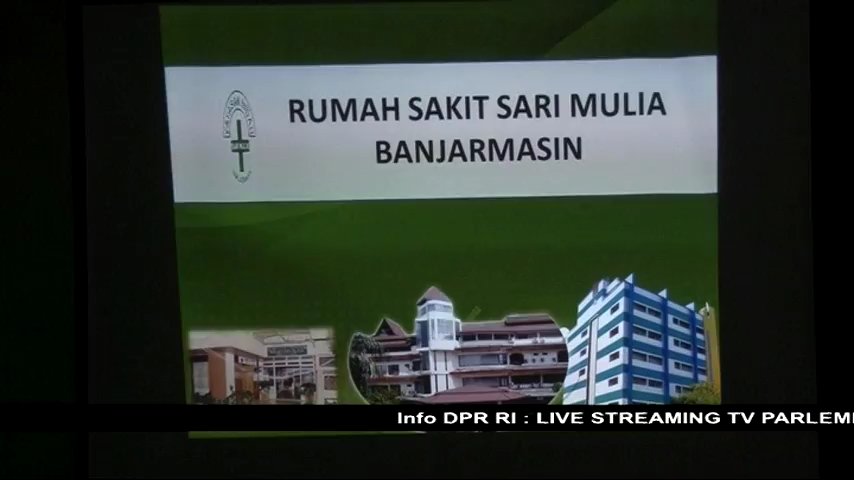 RUMAH SAKIT SARI MULIA
BANJARMASIN
Info DPR RI : LIVE STREAMING TV PARLEM